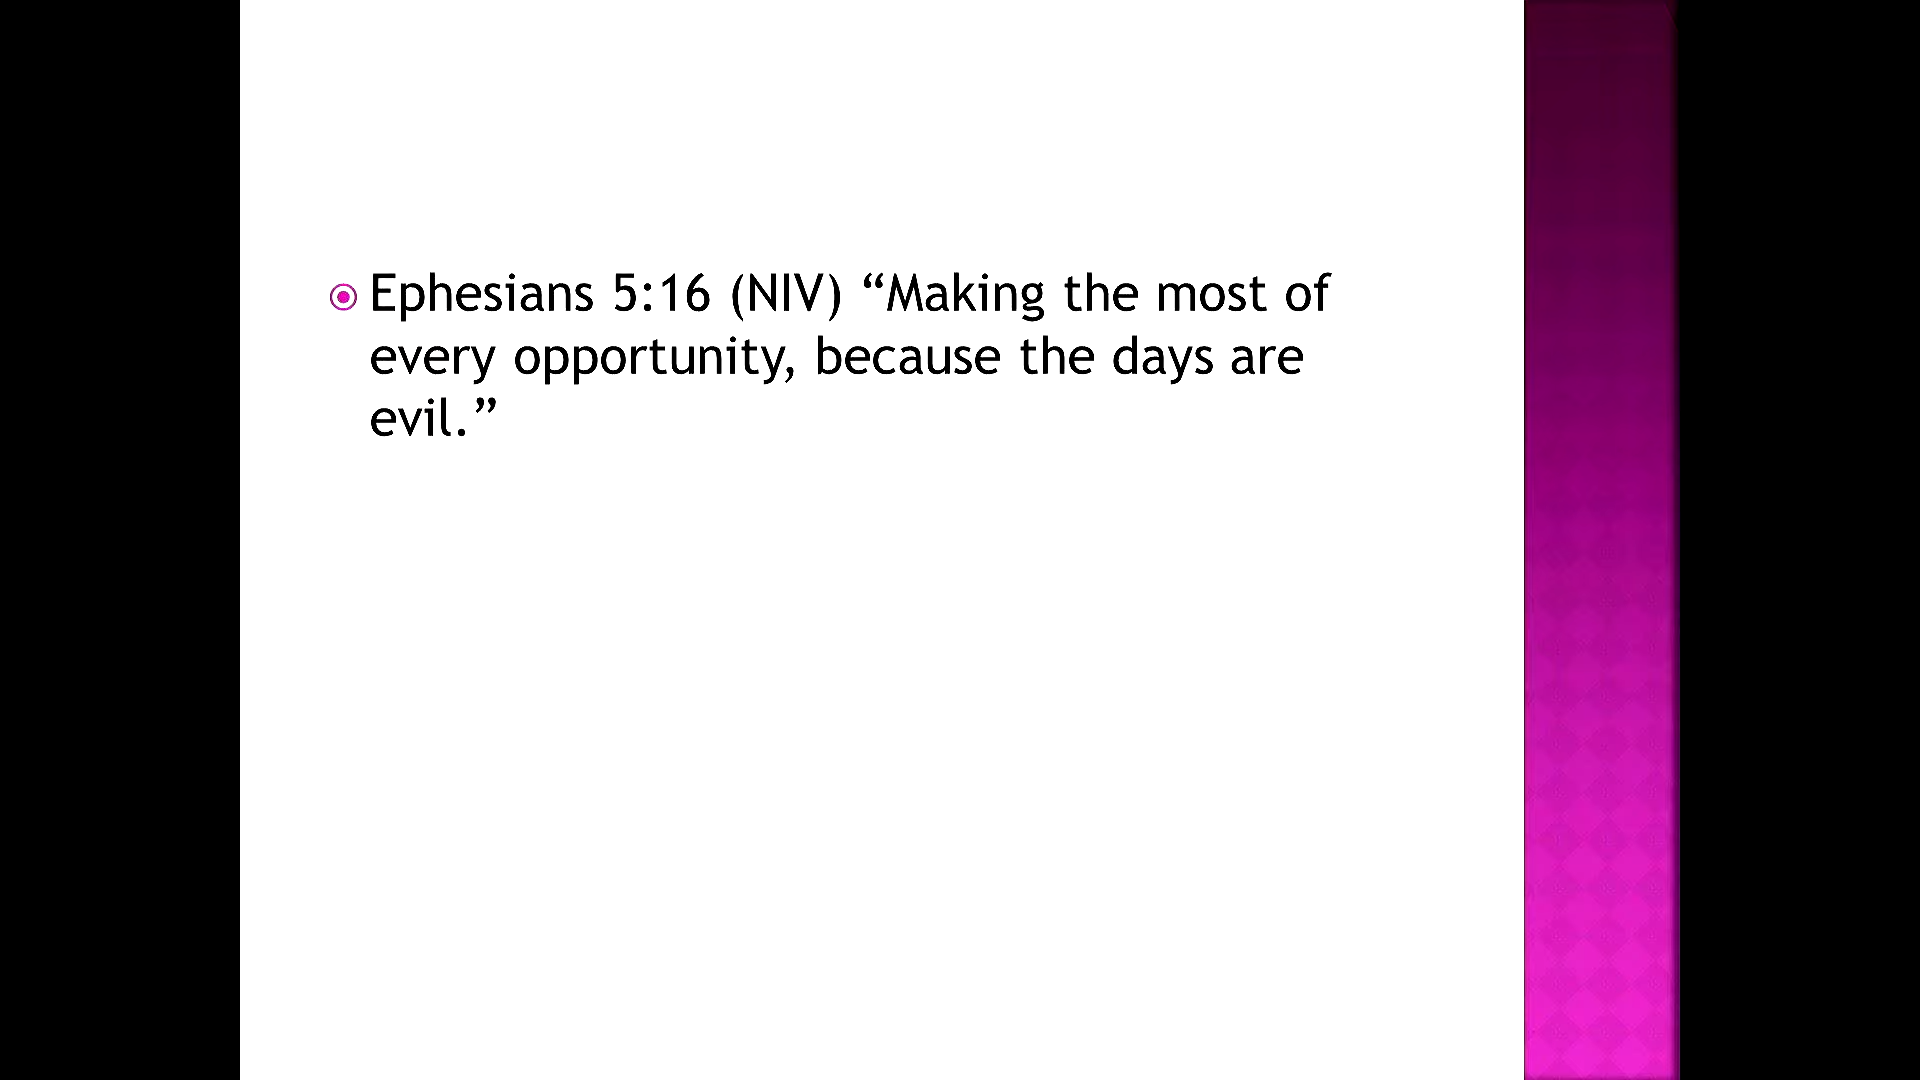 Ephesians 5:16 (NIV) “Making the most of
every opportunity, because the days are
evil.”